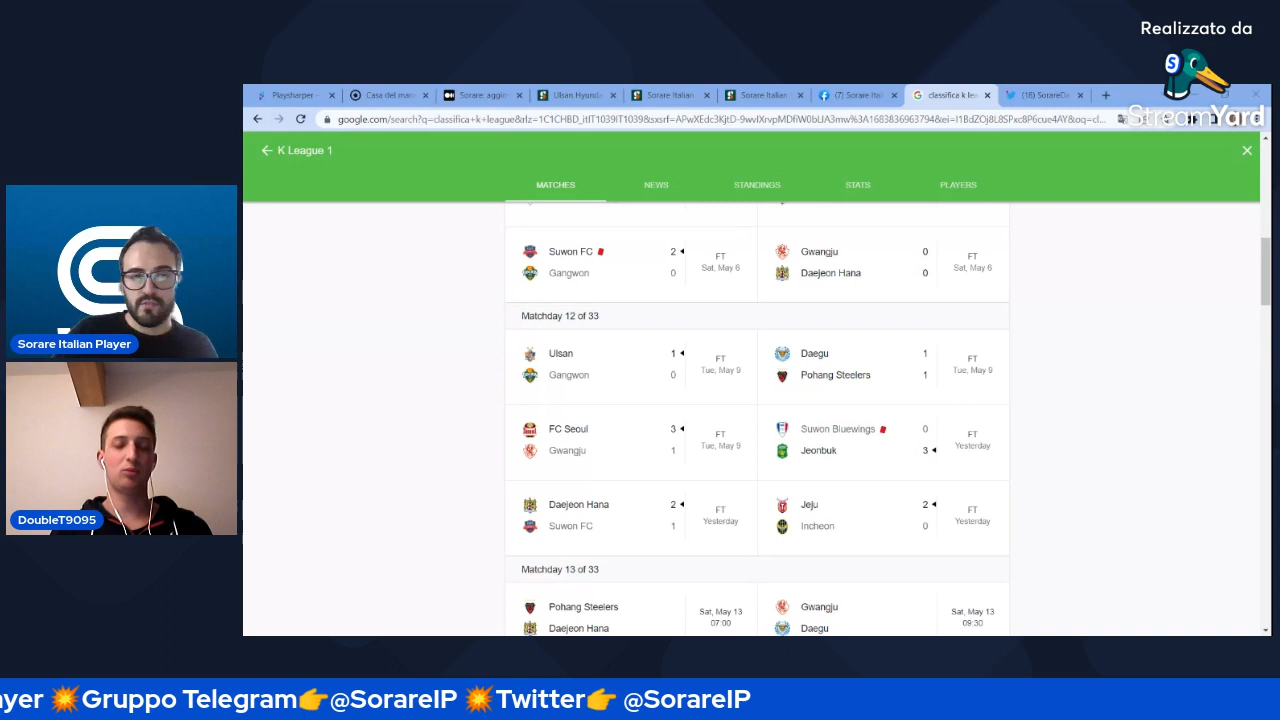 Realizzato da
StreamYard
Playsharper -
Casa del man
Sorare: aggio
Ulsan Hyunda
Sorare Italian
Sorare Italian
(7) Sorare Ital
classifica k lea
(18) SorareDa
K League 1
MATCHES
NEWS
STANDINGS
STATS
PLAYERS
Suwon FC 2
Gangwon 0
FT
Sat, May 6
Gwangju 0
Daejeon Hana 0
FT
Sat, May 6
Matchday 12 of 33
Ulsan 1
Gangwon 0
FT
Tue, May 9
Daegu 1
Pohang Steelers 1
FT
Tue, May 9
FC Seoul 3
Gwangju 1
FT
Tue, May 9
Suwon Bluewings 0
Jeonbuk 3
FT
Yesterday
Daejeon Hana 2
Suwon FC 1
FT
Yesterday
Jeju 2
Incheon 0
FT
Yesterday
Matchday 13 of 33
Pohang Steelers
Daejeon Hana
Sat, May 13
07:00
Gwangju
Daegu
Sat, May 13
09:30
Sorare Italian Player
DoubleT9095
ayer 💥Gruppo Telegram👉@SorareIP 💥Twitter👉 @SorareIP